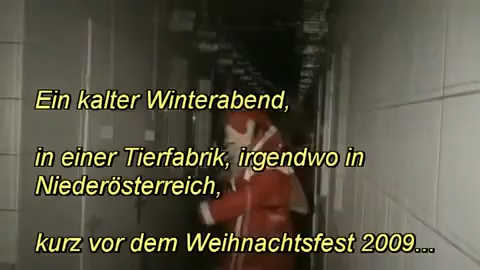 Ein kalter Winterabend,
in einer Tierfabrik, irgendwo in
Niederösterreich,
kurz vor dem Weihnachtsfest 2009...